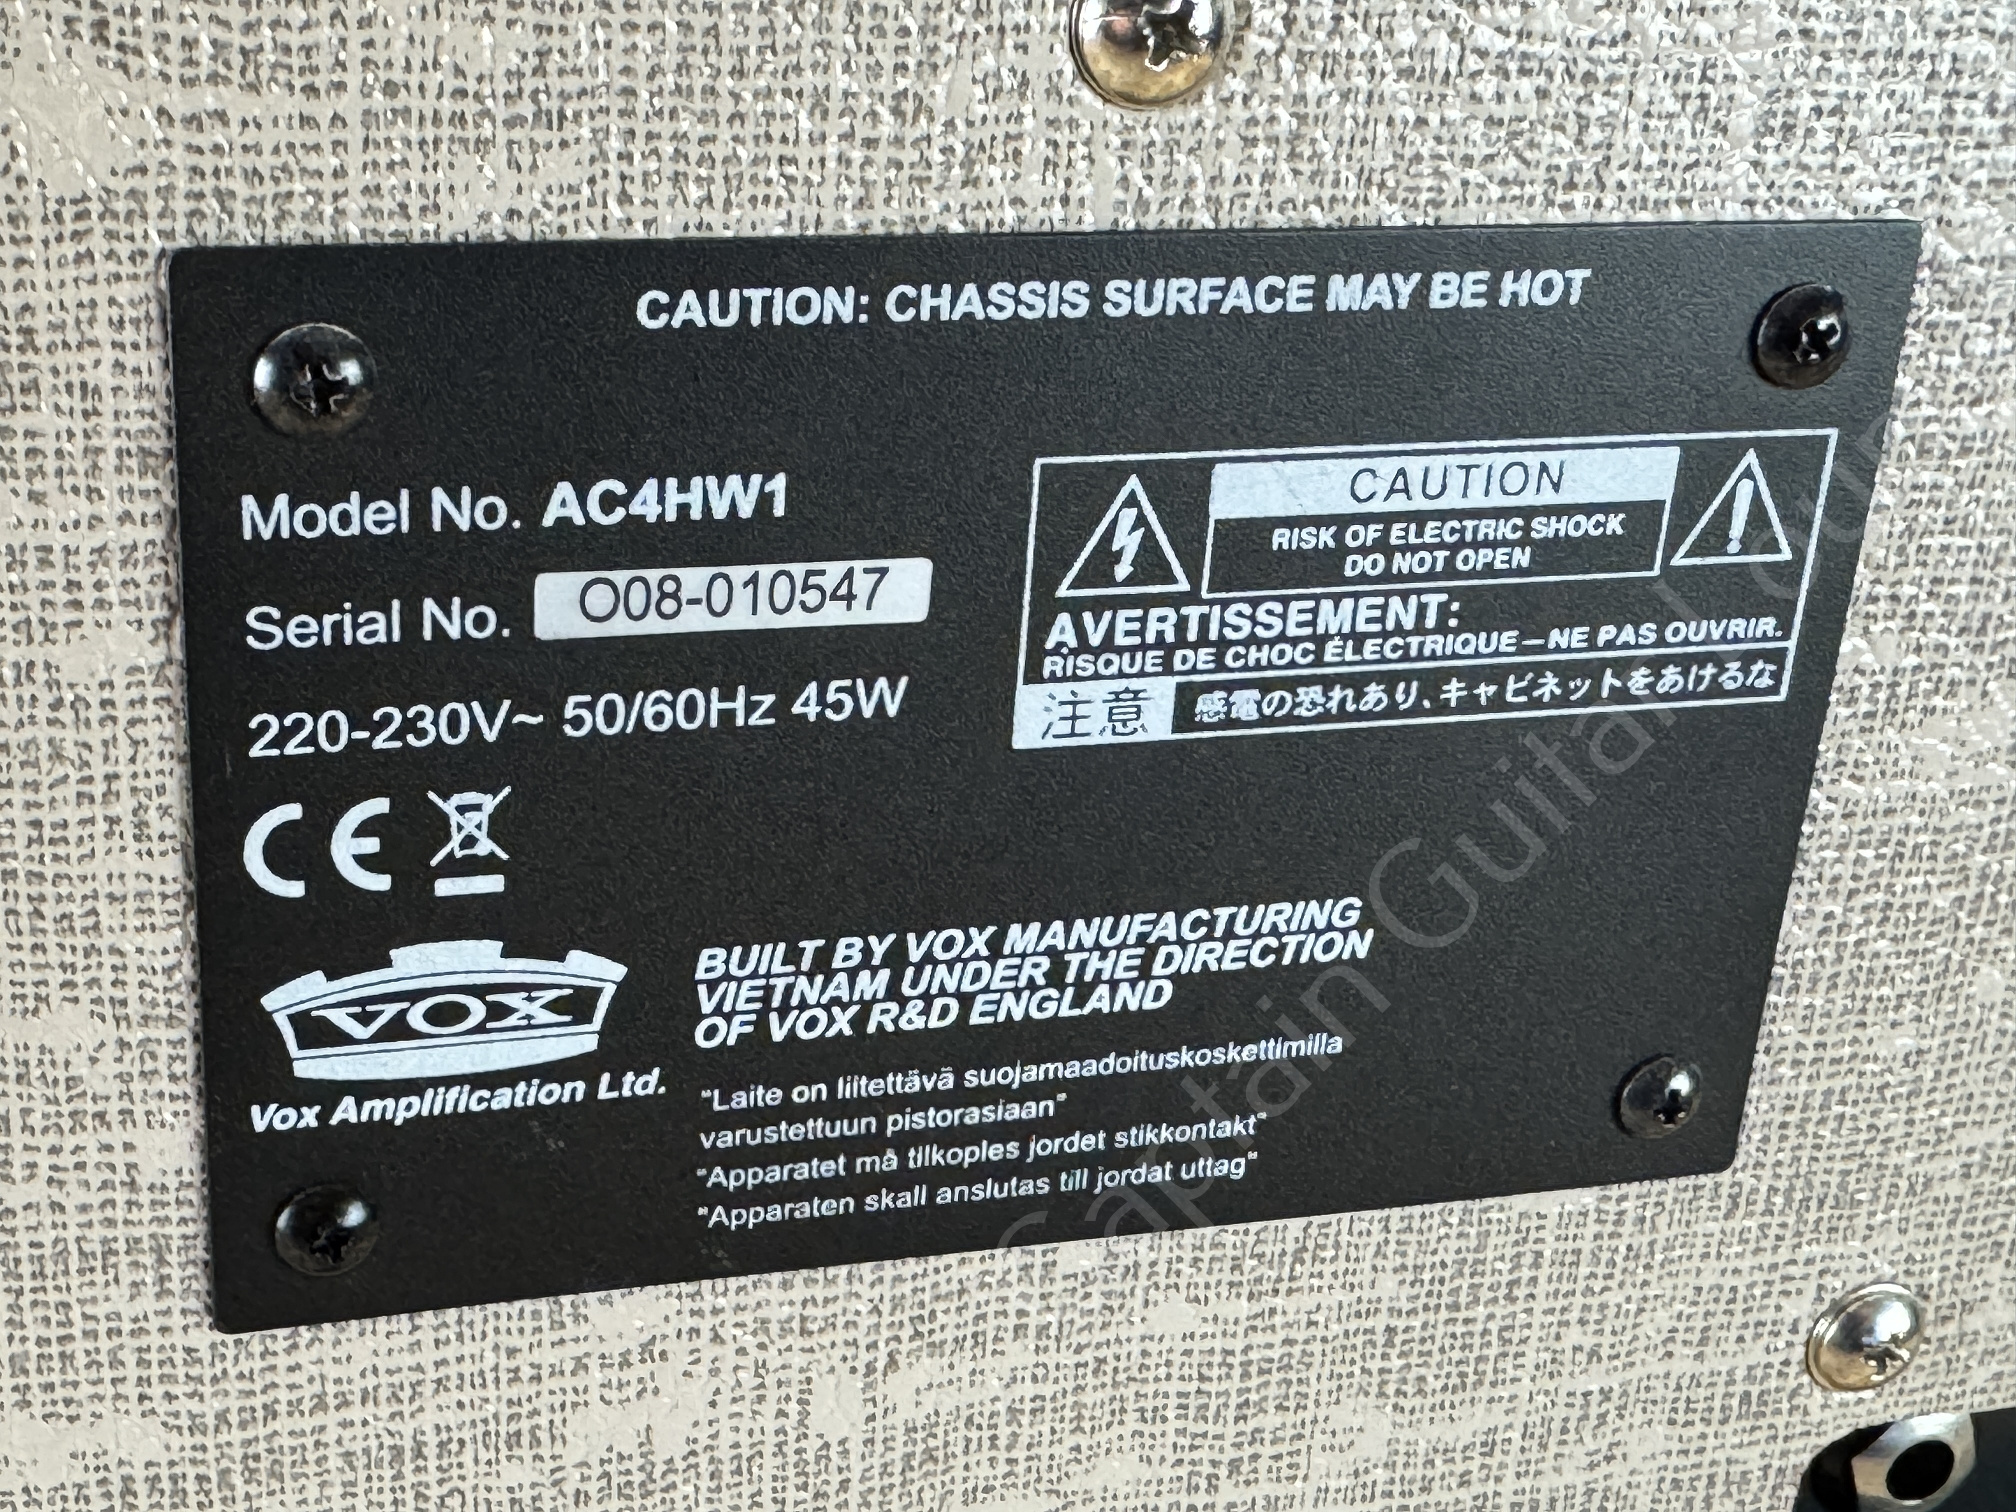 CAUTION: CHASSIS SURFACE MAY BE HOT
Model No. AC4HW1
Serial No. O08-010547
220-230V~ 50/60Hz 45W
CE
CAUTION
RISK OF ELECTRIC SHOCK
DO NOT OPEN
AVERTISSEMENT:
RISQUE DE CHOC ÉLECTRIQUE–NE PAS OUVRIR.
注意 感電の恐れあり、キャビネットをあけるな
VOX
Vox Amplification Ltd.
BUILT BY VOX MANUFACTURING
VIETNAM UNDER THE DIRECTION
OF VOX R&D ENGLAND
"Laite on liitettävä suojamaadoituskoskettimilla
varustettuun pistorasiaan"
"Apparatet må tilkoples jordet stikkontakt"
"Apparaten skall anslutas till jordat uttag"
Captain Guitar Lounge